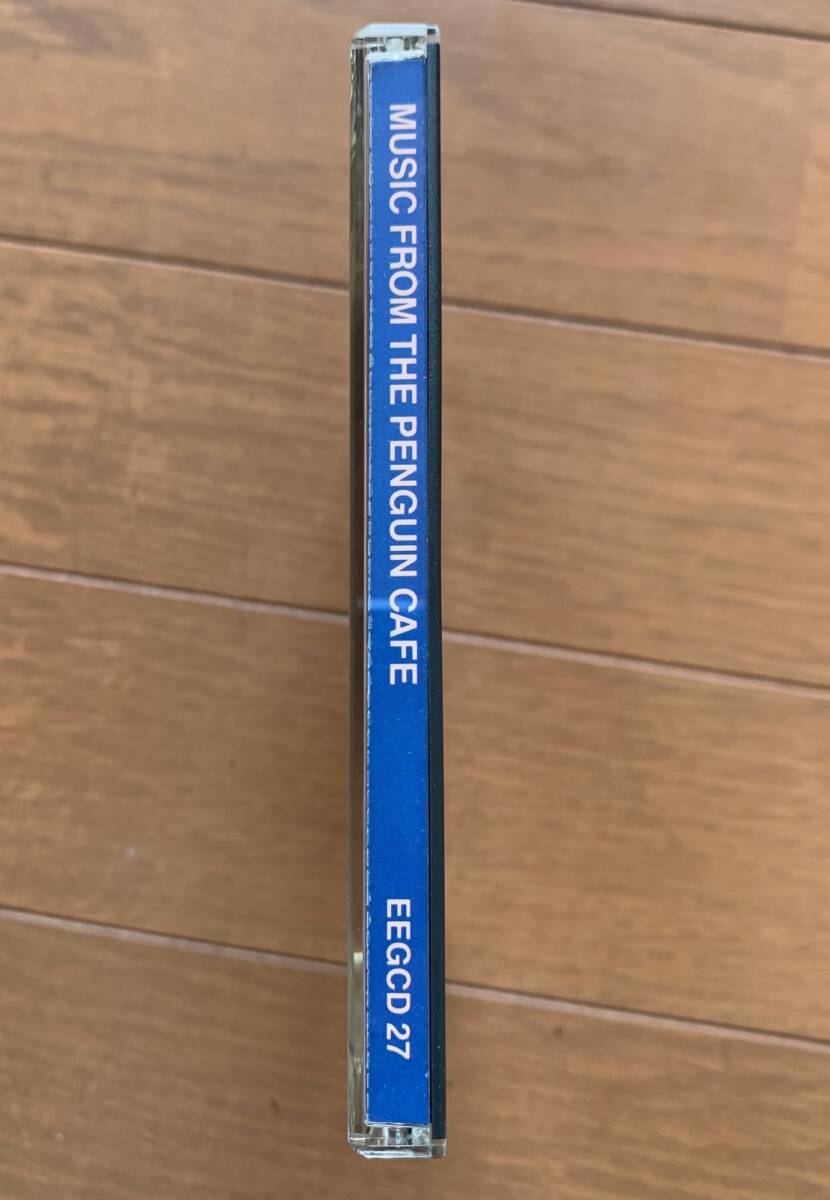 MUSIC FROM THE PENGUIN CAFE
EEGCD 27